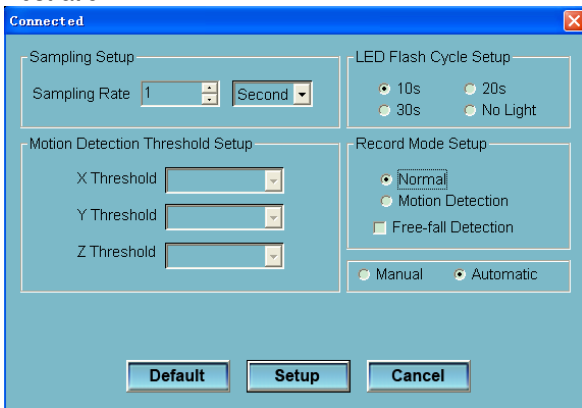 Connected
Sampling Setup
Sampling Rate 1 Second
LED Flash Cycle Setup
10s 20s
30s No Light
Motion Detection Threshold Setup
X Threshold
Y Threshold
Z Threshold
Record Mode Setup
Normal
Motion Detection
Free-fall Detection
Manual Automatic
Default Setup Cancel